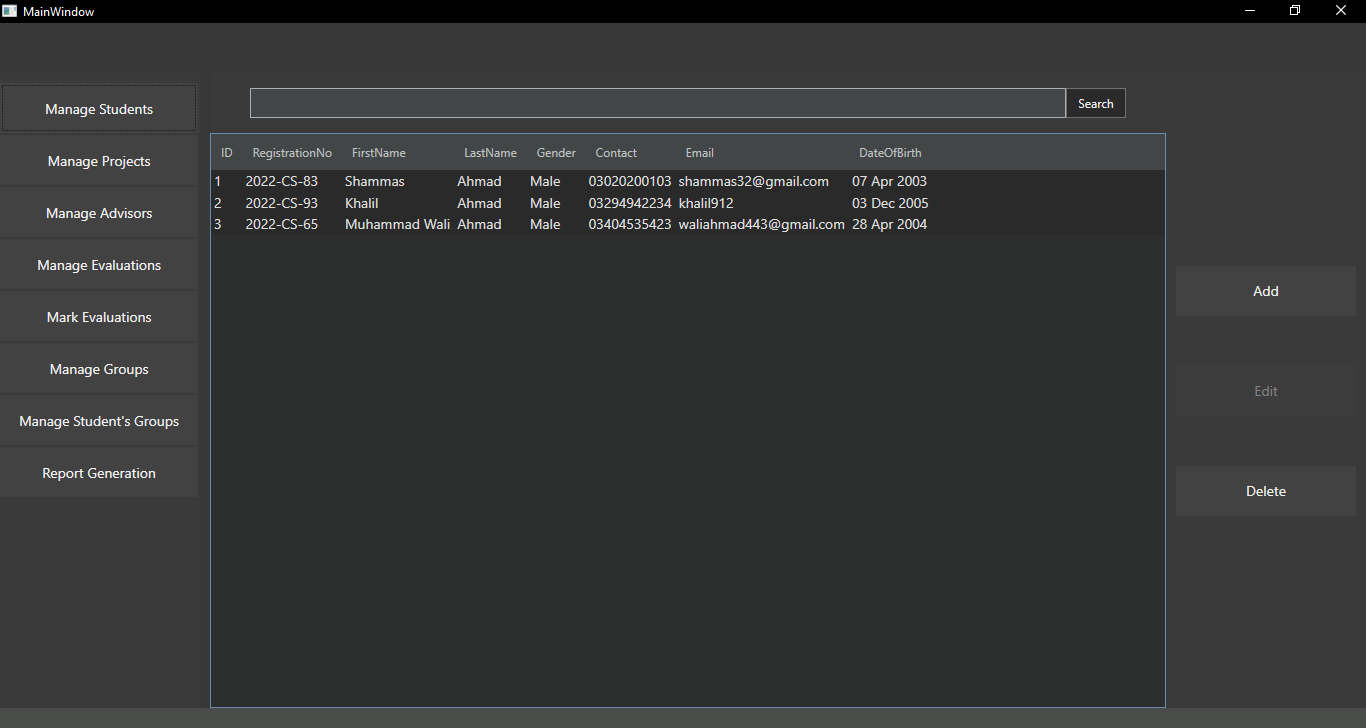 MainWindow
Search
Manage Students
Manage Projects
Manage Advisors
Manage Evaluations
Mark Evaluations
Manage Groups
Manage Student's Groups
Report Generation
ID RegistrationNo FirstName LastName Gender Contact Email DateOfBirth
1 2022-CS-83 Shammas Ahmad Male 03020200103 shammas32@gmail.com 07 Apr 2003
2 2022-CS-93 Khalil Ahmad Male 03294942234 khalil912 03 Dec 2005
3 2022-CS-65 Muhammad Wali Ahmad Male 03404535423 waliahmad443@gmail.com 28 Apr 2004
Add
Edit
Delete